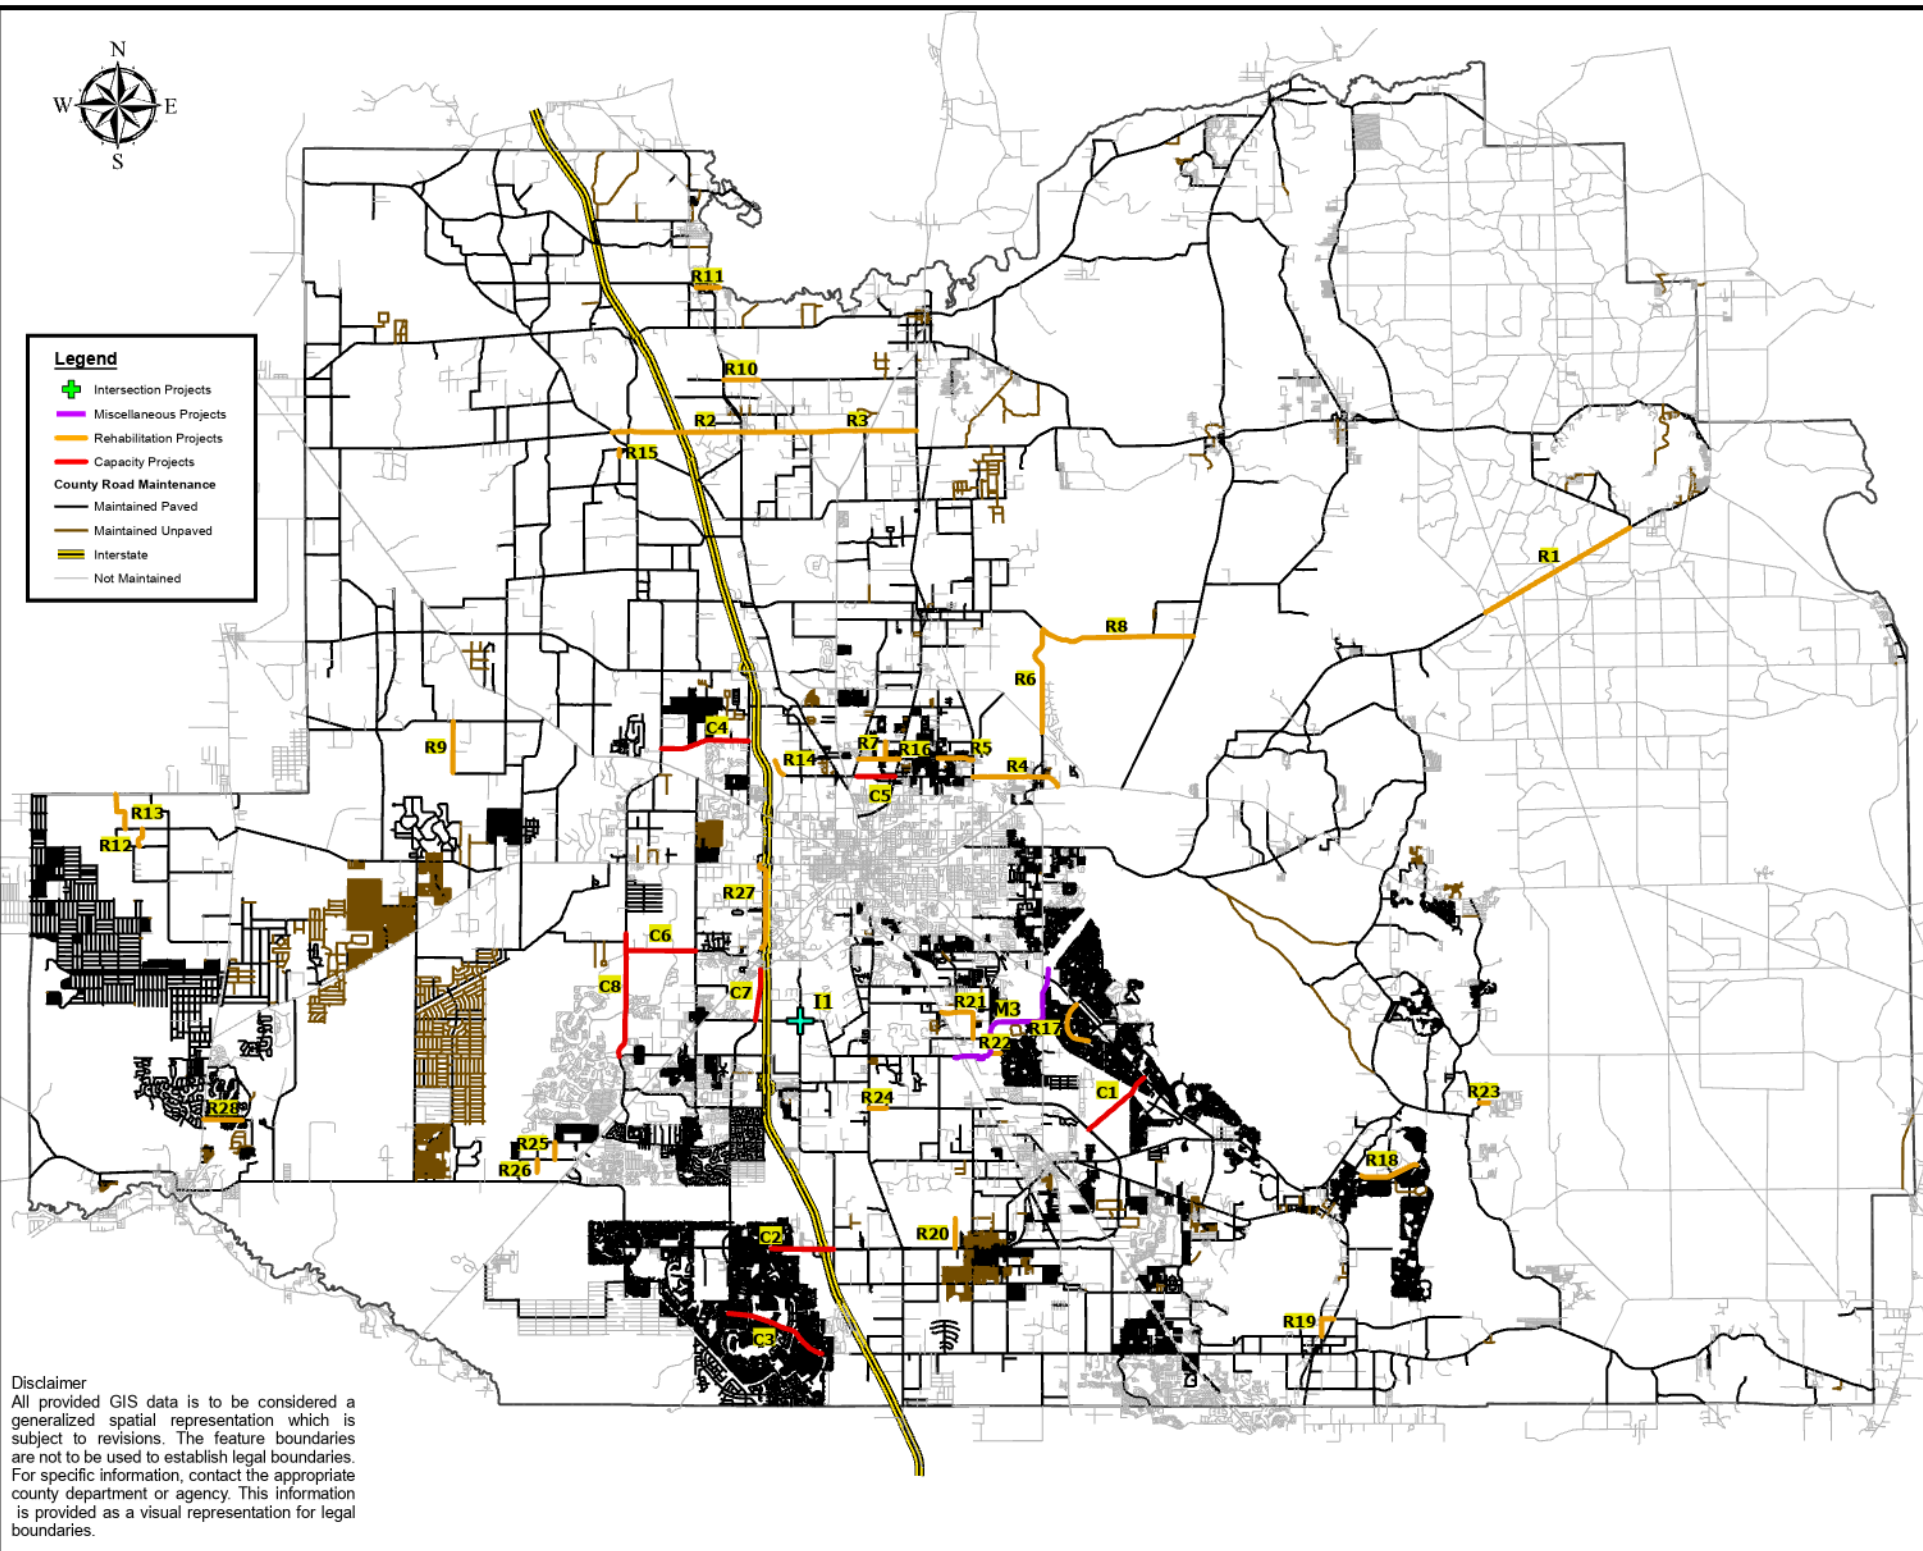 N
W E
S
R11
Legend
Intersection Projects
Miscellaneous Projects
Rehabilitation Projects
Capacity Projects
County Road Maintenance
Maintained Paved
Maintained Unpaved
Interstate
Not Maintained
R10
R2 R3
R15
R1
R8
R6
R9
C4
R7 R16 R5
R14
R4
C5
R13
R12
R27
C6
C8
C7
I1
R21
M3
R17
R22
C1
R24
R23
R28
R25
R26
R18
R20
C2
R19
C3
Disclaimer
All provided GIS data is to be considered a
generalized spatial representation which is
subject to revisions. The feature boundaries
are not to be used to establish legal boundaries.
For specific information, contact the appropriate
county department or agency. This information
is provided as a visual representation for legal
boundaries.